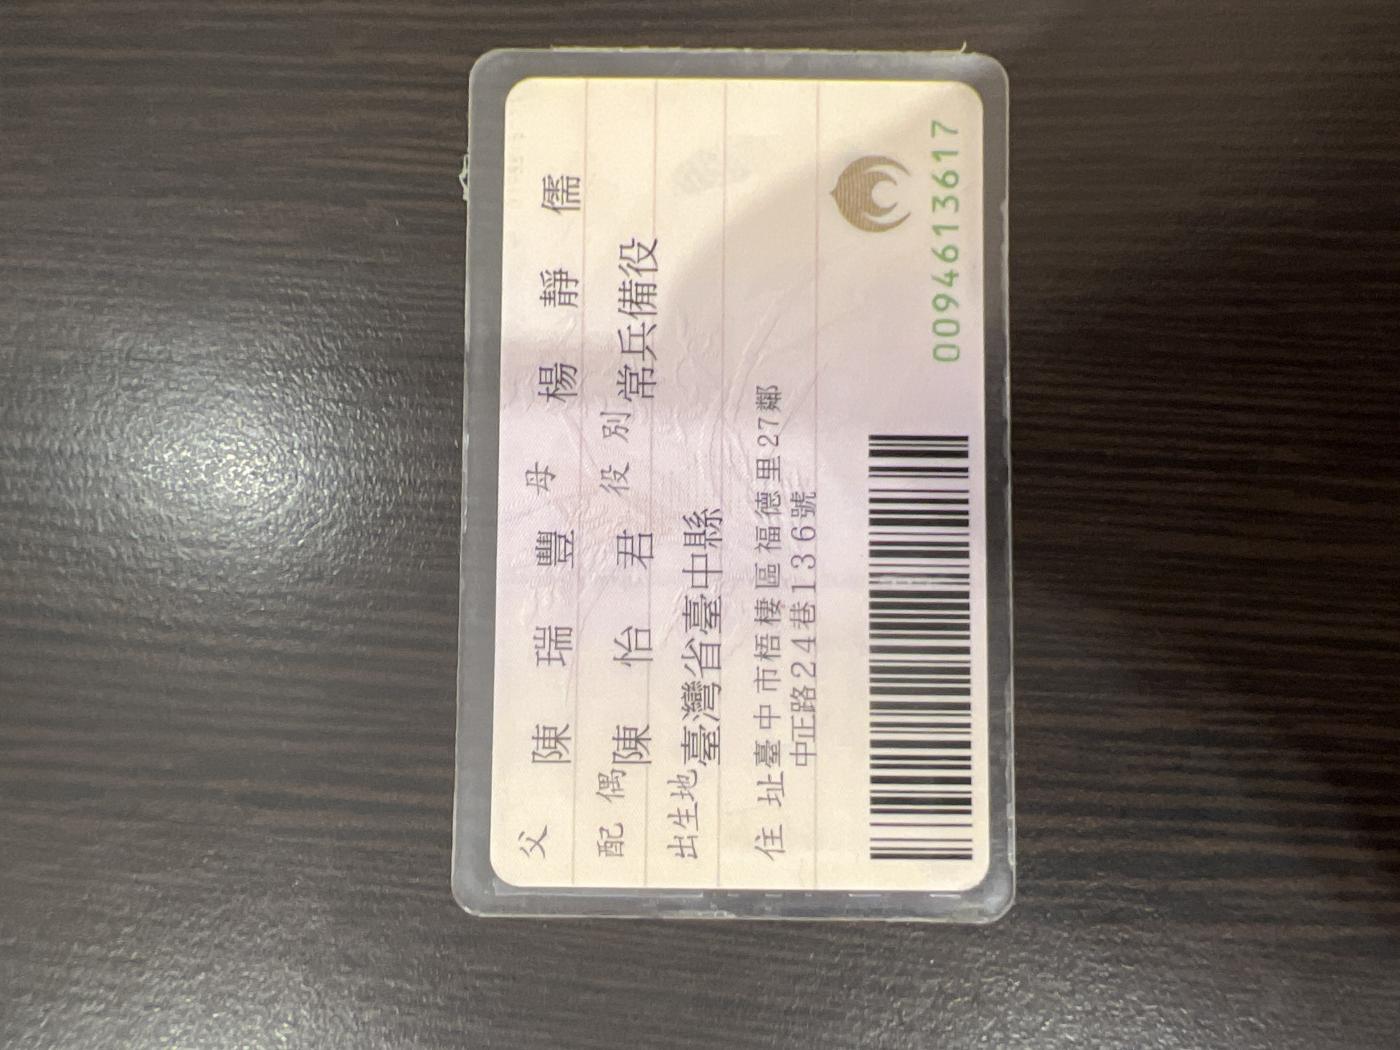 父 陳瑞豐 母 楊靜儒
配偶 陳怡君 役別 常兵備役
出生地 臺灣省臺中縣
住址 臺中市梧棲區福德里27鄰
中正路24巷136號
0094613617